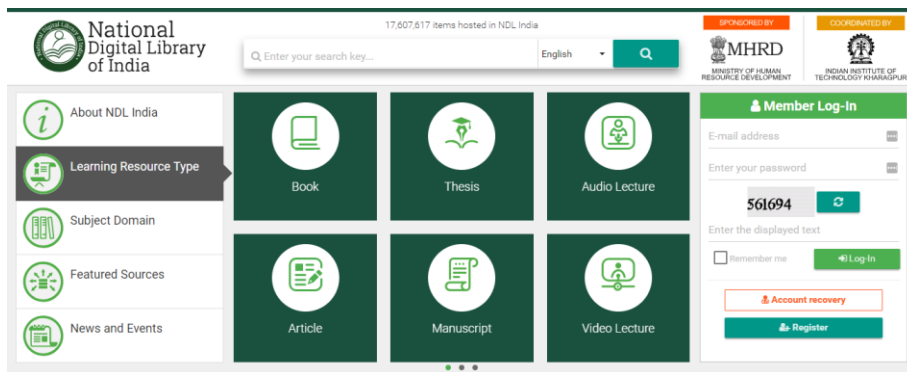 National
Digital Library
of India
17,607,617 items hosted in NDL India
Enter your search key...
English
SPONSORED BY
MHRD
MINISTRY OF HUMAN
RESOURCE DEVELOPMENT
COORDINATED BY
INDIAN INSTITUTE OF
TECHNOLOGY KHARAGPUR
About NDL India
Learning Resource Type
Subject Domain
Featured Sources
News and Events
Book
Thesis
Audio Lecture
Article
Manuscript
Video Lecture
Member Log-In
E-mail address
Enter your password
561694
Enter the displayed text
Remember me
Log-In
Account recovery
Register